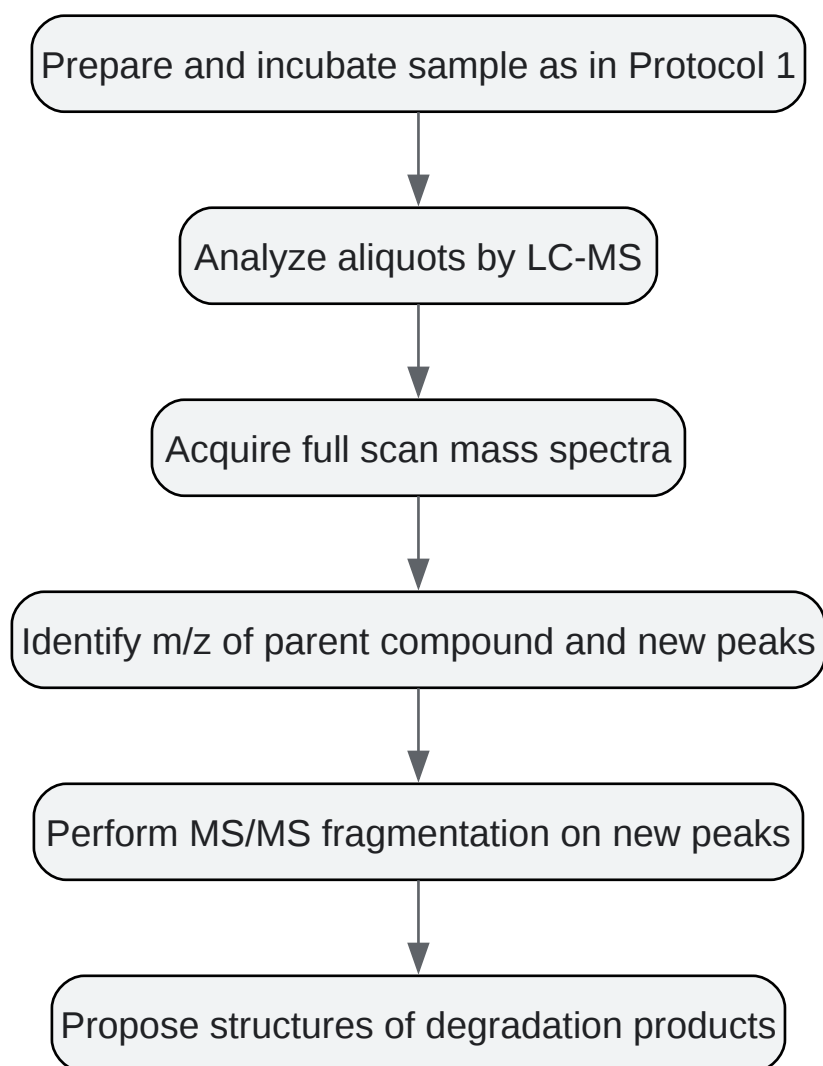 Prepare and incubate sample as in Protocol 1
Analyze aliquots by LC-MS
Acquire full scan mass spectra
Identify m/z of parent compound and new peaks
Perform MS/MS fragmentation on new peaks
Propose structures of degradation products